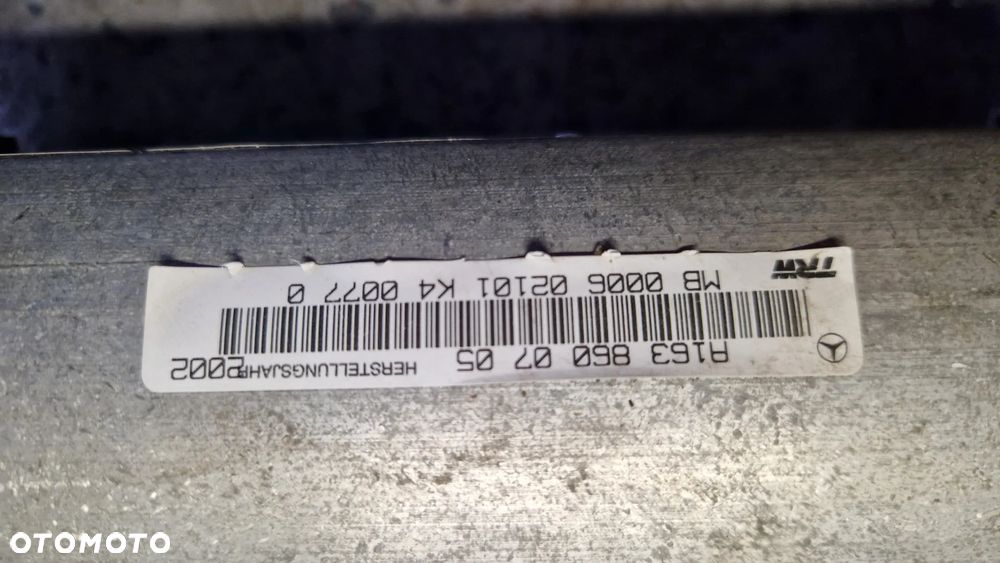 A163 860 07 05 HERSTELLUNGSJAHR 2002
MB 0006 02101 K4 0077 0
TRW
OTOMOTO